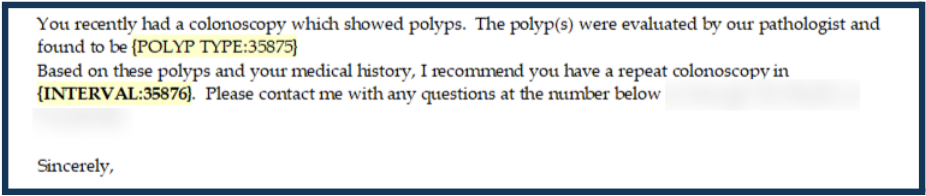 You recently had a colonoscopy which showed polyps.  The polyp(s) were evaluated by our pathologist and
found to be {POLYP TYPE:35875}
Based on these polyps and your medical history, I recommend you have a repeat colonoscopy in
{INTERVAL:35876}.  Please contact me with any questions at the number below
Sincerely,